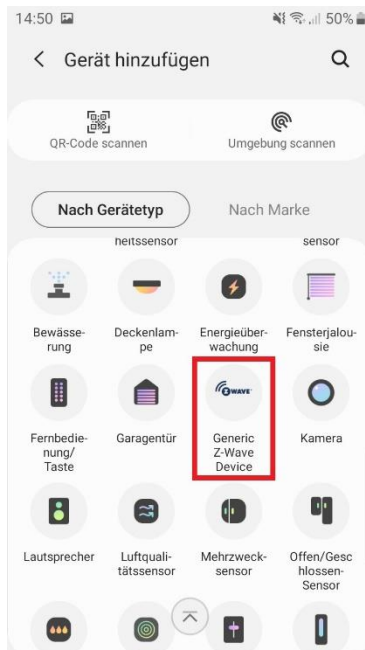 14:50 50%
Gerät hinzufügen
QR-Code scannen Umgebung scannen
Nach Gerätetyp Nach Marke
heitssensor sensor
Bewässe- Deckenlam- Energieüber- Fensterjalou-
rung pe wachung sie
Z-WAVE
Fernbedie- Garagentür Generic Kamera
nung/ Z-Wave
Taste Device
Lautsprecher Luftquali- Mehrzweck- Offen/Gesc
tätssensor sensor hlossen-
Sensor